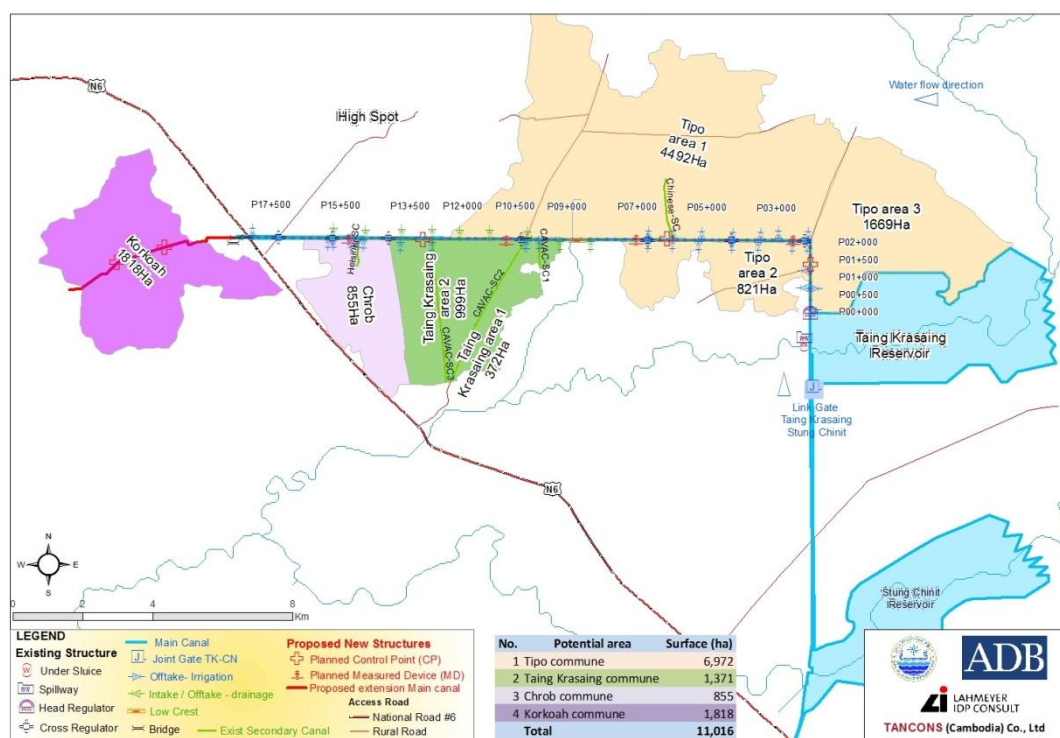 N6
High Spot
Water flow direction
Tipo
area 1
4492Ha
Chinese-SC
P17+500
P15+500
P13+500
P12+000
P10+500
P09+000
P07+000
P05+000
P03+000
Tipo area 3
1669Ha
P02+000
P01+500
P01+000
P00+500
P00+000
Korkoah
1818Ha
Helsinki-SC
Chrob
855Ha
Taing Krasaing
area 2
999Ha
CAVAC-SC1
CAVAC-SC2
CAVAC-SC3
Taing
Krasaing area 1
372Ha
Tipo
area 2
821Ha
Taing Krasaing
Reservoir
J
Link Gate
Taing Krasaing
Stung Chinit
N6
Stung Chinit
Reservoir
N
W E
S
0 2 4 8
Km
LEGEND
Existing Structure
Under Sluice
Spillway
Head Regulator
Cross Regulator
Main Canal
J Joint Gate TK-CN
Offtake- Irrigation
Intake / Offtake - drainage
Low Crest
Bridge
Exist Secondary Canal
Proposed New Structures
Planned Control Point (CP)
Planned Measured Device (MD)
Proposed extension Main canal
Access Road
National Road #6
Rural Road
No. Potential area Surface (ha)
1 Tipo commune 6,972
2 Taing Krasaing commune 1,371
3 Chrob commune 855
4 Korkoah commune 1,818
Total 11,016
ADB
LAHMEYER
IDP CONSULT
TANCONS (Cambodia) Co., Ltd